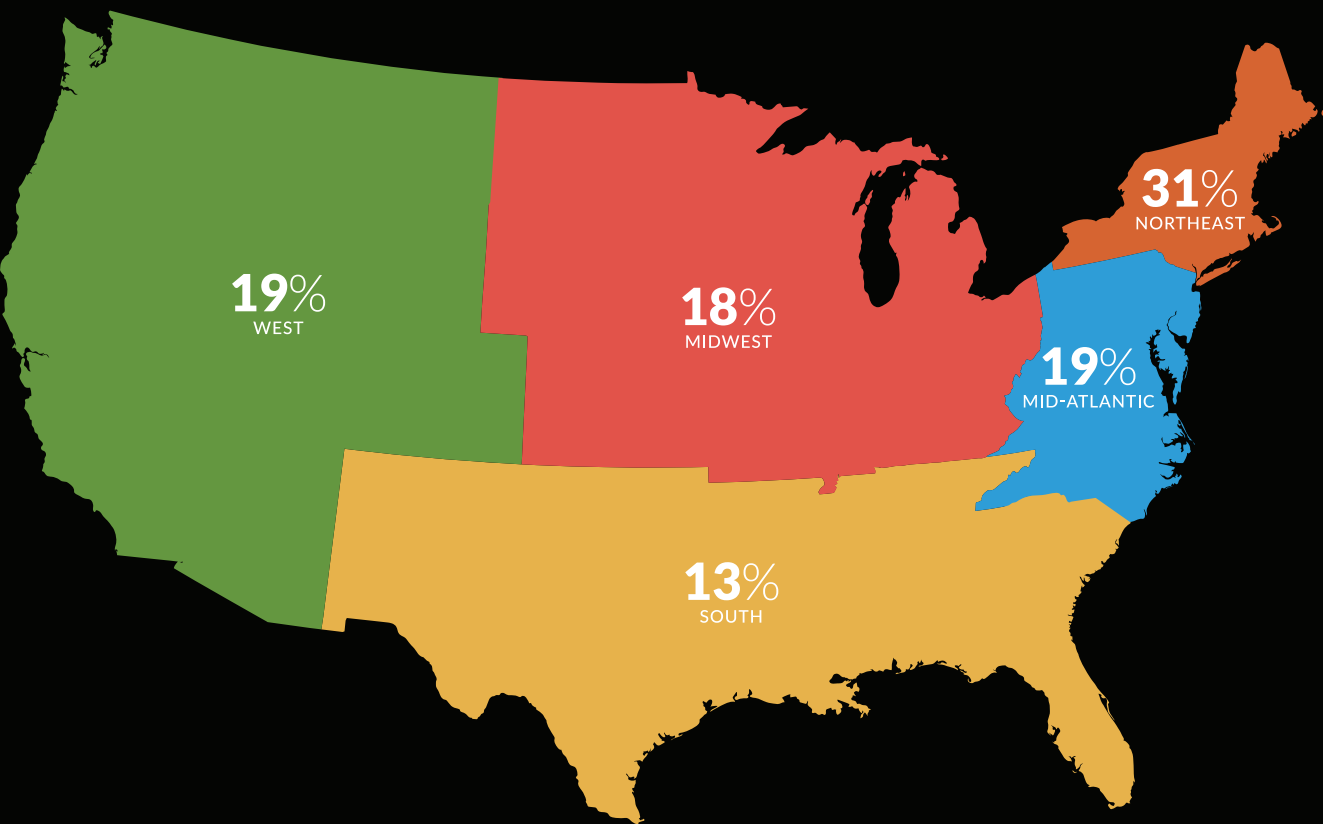 31%
NORTHEAST
19%
WEST
18%
MIDWEST
19%
MID-ATLANTIC
13%
SOUTH